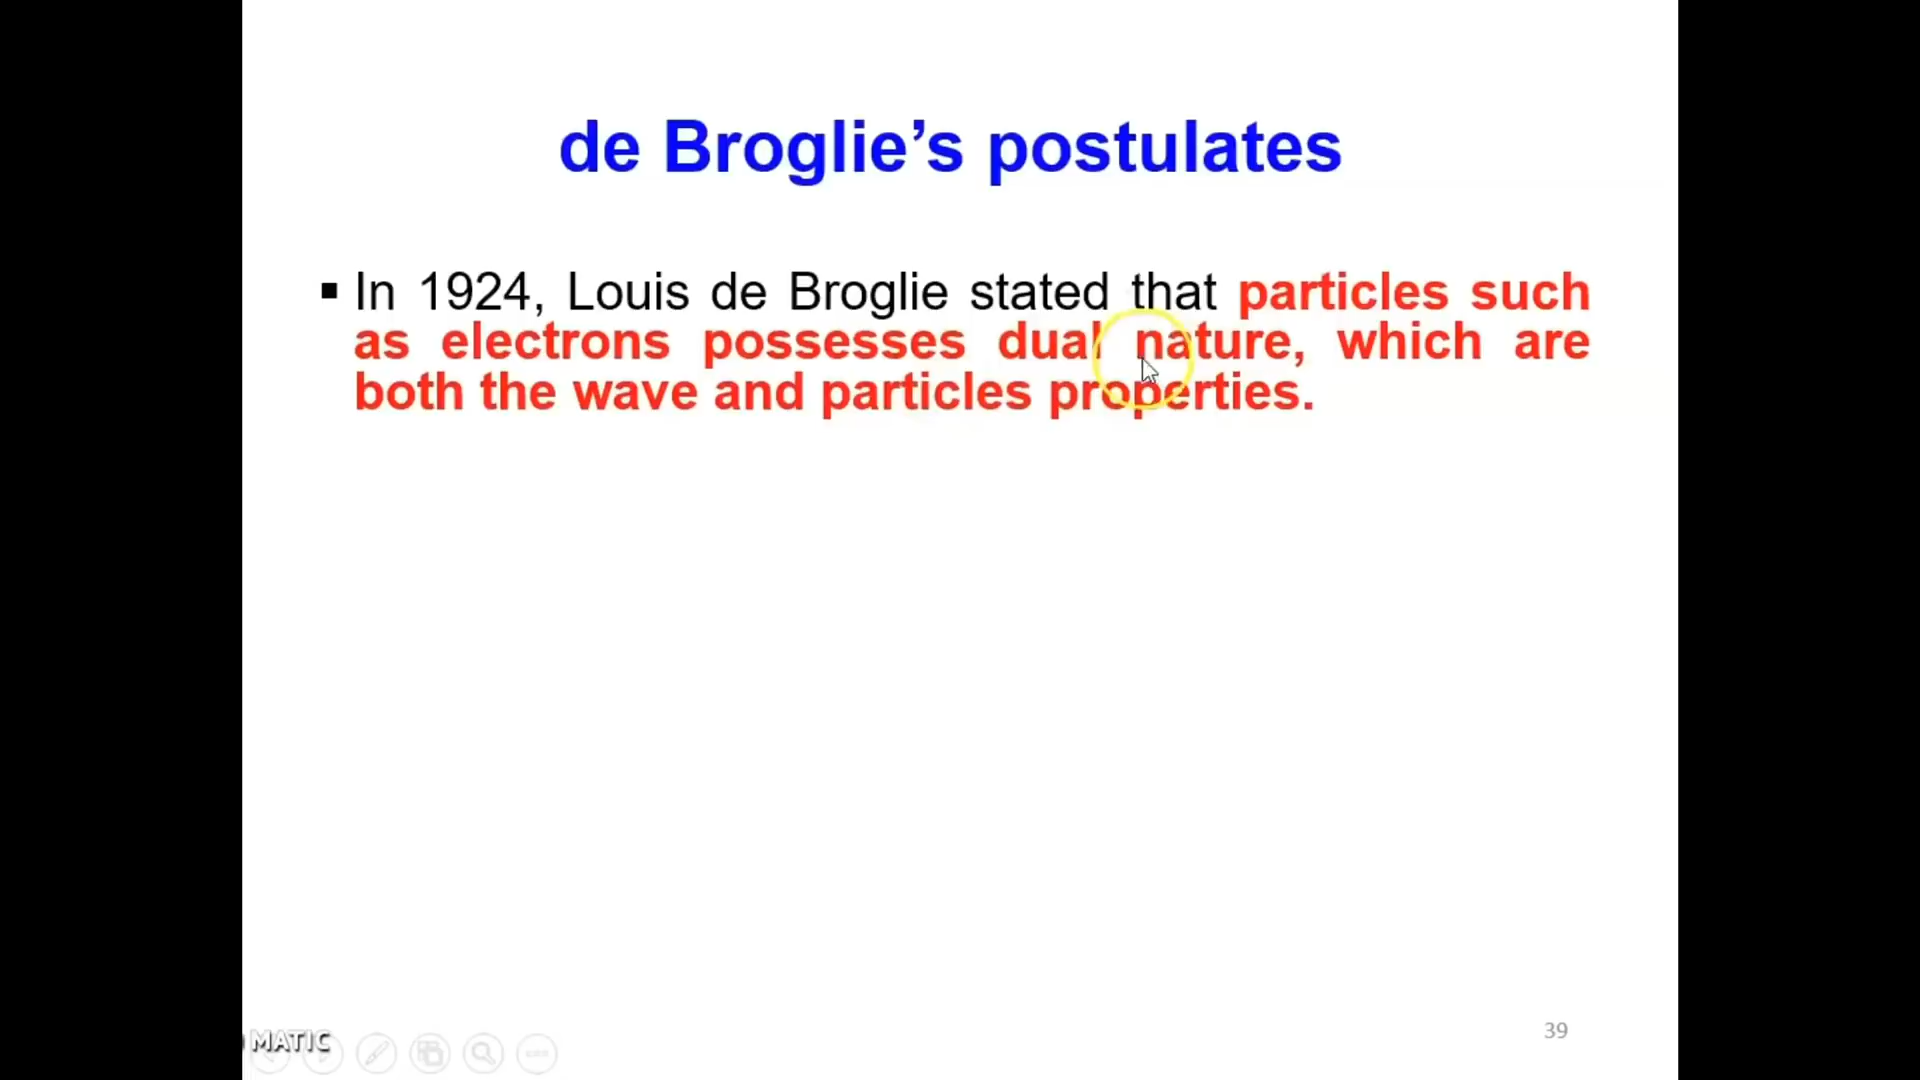 de Broglie’s postulates
▪ In 1924, Louis de Broglie stated that particles such
as electrons possesses dual nature, which are
both the wave and particles properties.
MATIC
39